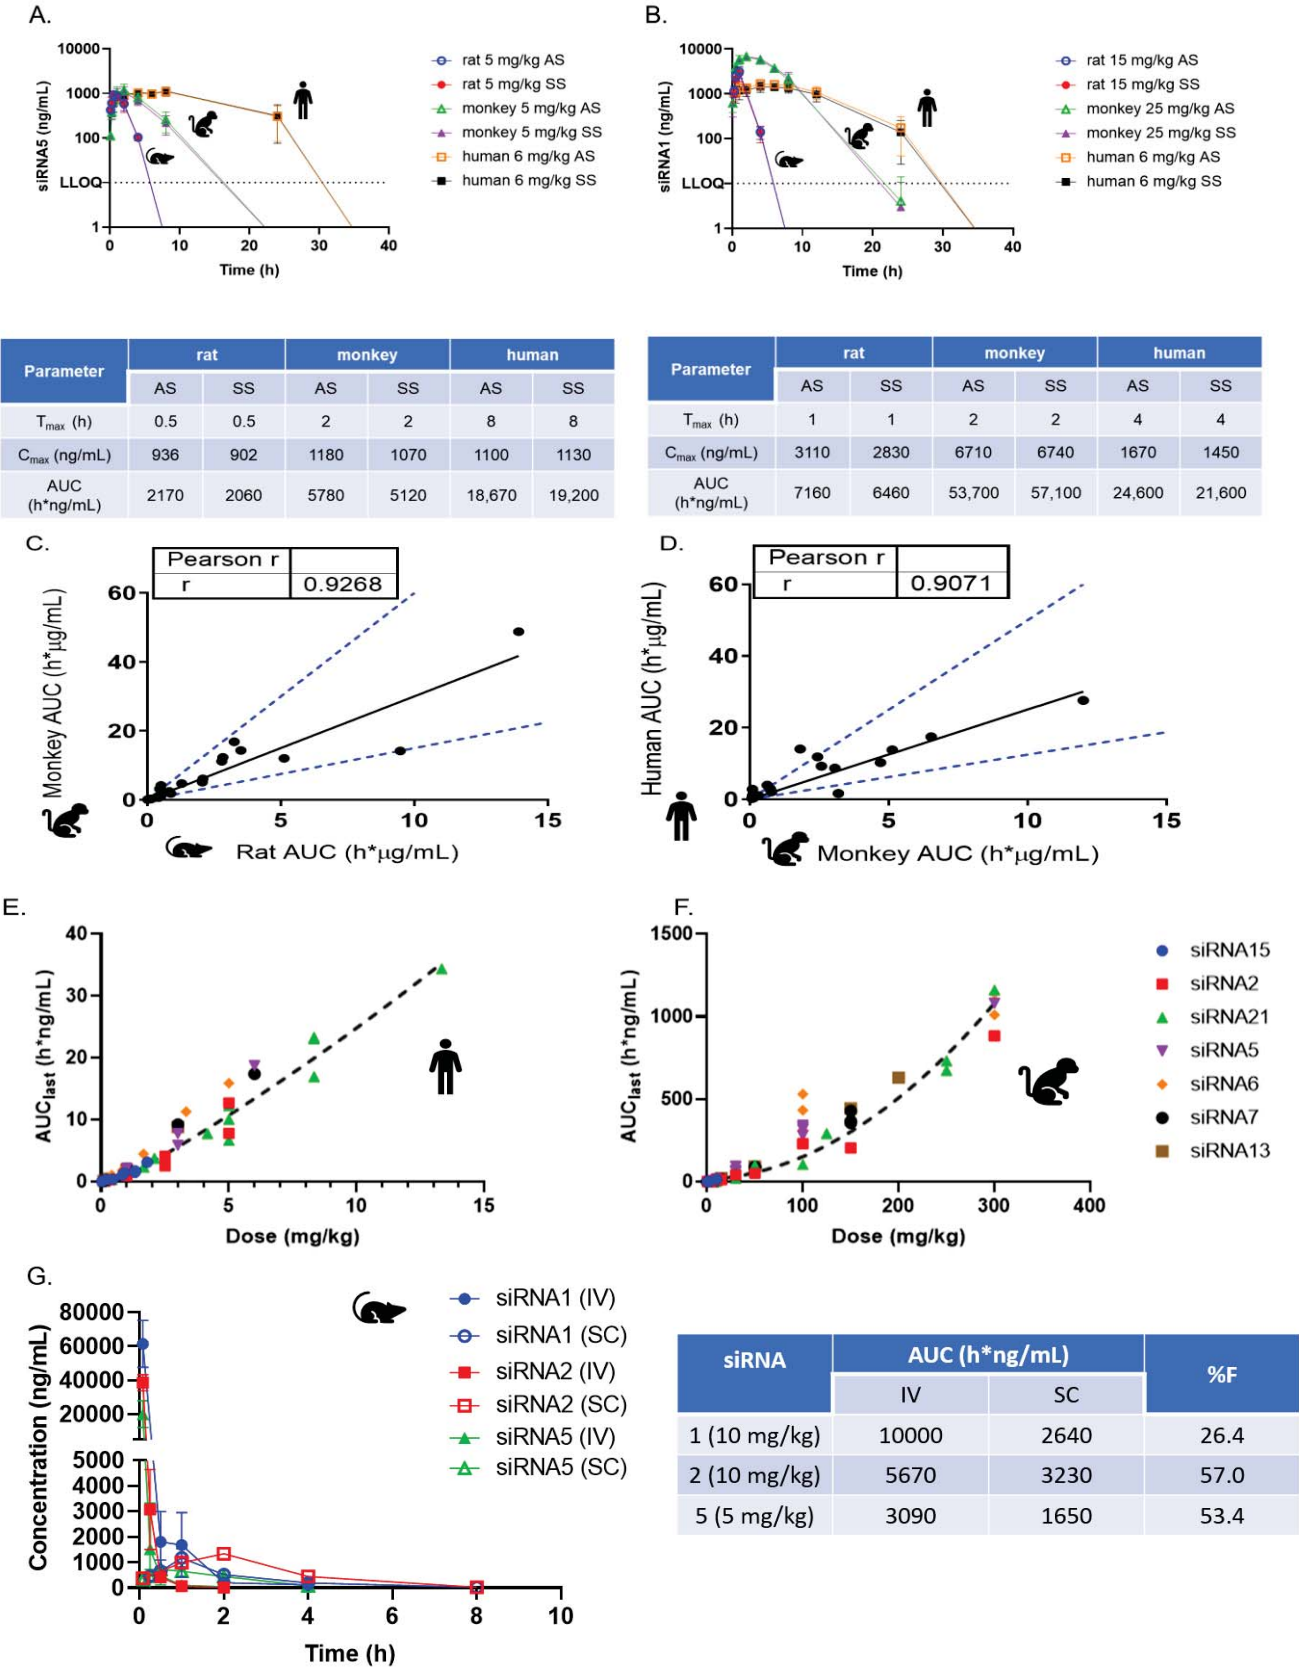 A.
siRNA5 (ng/mL)
10000
1000
100
LLOQ
1
0 10 20 30 40
Time (h)
rat 5 mg/kg AS
rat 5 mg/kg SS
monkey 5 mg/kg AS
monkey 5 mg/kg SS
human 6 mg/kg AS
human 6 mg/kg SS
B.
siRNA1 (ng/mL)
10000
1000
100
LLOQ
1
0 10 20 30 40
Time (h)
rat 15 mg/kg AS
rat 15 mg/kg SS
monkey 25 mg/kg AS
monkey 25 mg/kg SS
human 6 mg/kg AS
human 6 mg/kg SS
Parameter rat monkey human
AS SS AS SS AS SS
Tmax (h) 0.5 0.5 2 2 8 8
Cmax (ng/mL) 936 902 1180 1070 1100 1130
AUC (h*ng/mL) 2170 2060 5780 5120 18,670 19,200
Parameter rat monkey human
AS SS AS SS AS SS
Tmax (h) 1 1 2 2 4 4
Cmax (ng/mL) 3110 2830 6710 6740 1670 1450
AUC (h*ng/mL) 7160 6460 53,700 57,100 24,600 21,600
C.
Pearson r
r 0.9268
Monkey AUC (h*µg/mL)
60
40
20
0
0 5 10 15
Rat AUC (h*µg/mL)
D.
Pearson r
r 0.9071
Human AUC (h*µg/mL)
60
40
20
0
0 5 10 15
Monkey AUC (h*µg/mL)
E.
AUClast (h*ng/mL)
40
30
20
10
0
0 5 10 15
Dose (mg/kg)
F.
AUClast (h*ng/mL)
1500
1000
500
0
0 100 200 300 400
Dose (mg/kg)
siRNA15
siRNA2
siRNA21
siRNA5
siRNA6
siRNA7
siRNA13
G.
Concentration (ng/mL)
80000
60000
40000
20000
5000
4000
3000
2000
1000
0
0 2 4 6 8 10
Time (h)
siRNA1 (IV)
siRNA1 (SC)
siRNA2 (IV)
siRNA2 (SC)
siRNA5 (IV)
siRNA5 (SC)
siRNA AUC (h*ng/mL) %F
IV SC
1 (10 mg/kg) 10000 2640 26.4
2 (10 mg/kg) 5670 3230 57.0
5 (5 mg/kg) 3090 1650 53.4